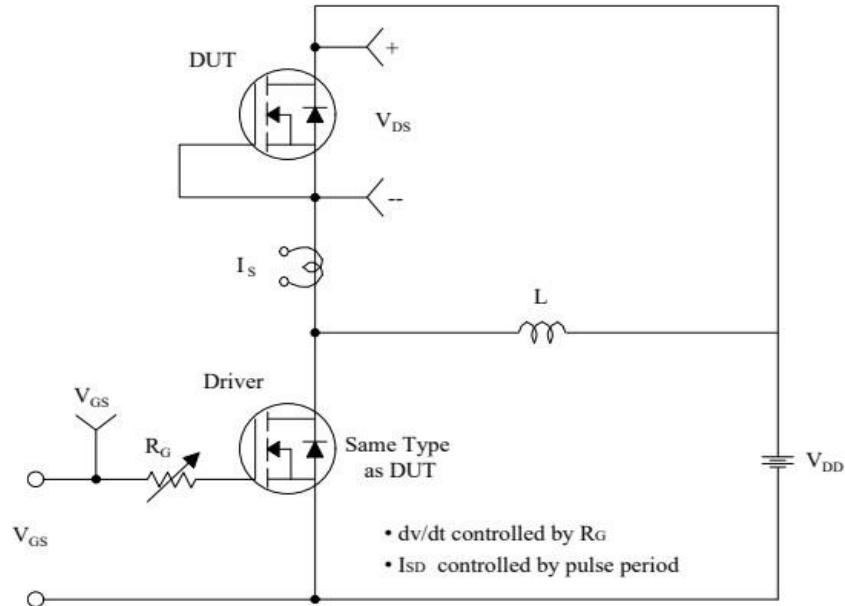 DUT
+
VDS
--
IS
L
Driver
VGS
RG
Same Type
as DUT
VDD
VGS
• dv/dt controlled by RG
• ISD controlled by pulse period